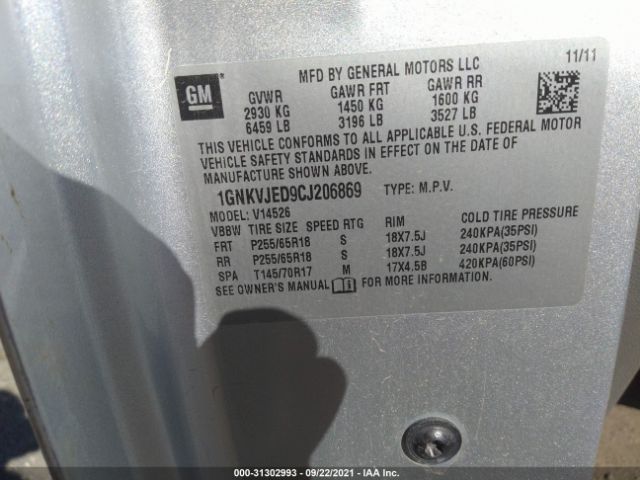 MFD BY GENERAL MOTORS LLC 11/11
GM
GVWR GAWR FRT GAWR RR
2930 KG 1450 KG 1600 KG
6459 LB 3196 LB 3527 LB
THIS VEHICLE CONFORMS TO ALL APPLICABLE U.S. FEDERAL MOTOR
VEHICLE SAFETY STANDARDS IN EFFECT ON THE DATE OF
MANUFACTURE SHOWN ABOVE.
1GNKVJED9CJ206869 TYPE: M.P.V.
MODEL: V14526
VBBW TIRE SIZE SPEED RTG RIM COLD TIRE PRESSURE
FRT P255/65R18 S 18X7.5J 240KPA(35PSI)
RR P255/65R18 S 18X7.5J 240KPA(35PSI)
SPA T145/70R17 M 17X4.5B 420KPA(60PSI)
SEE OWNER'S MANUAL FOR MORE INFORMATION.
000-31302993 - 09/22/2021 - IAA Inc.